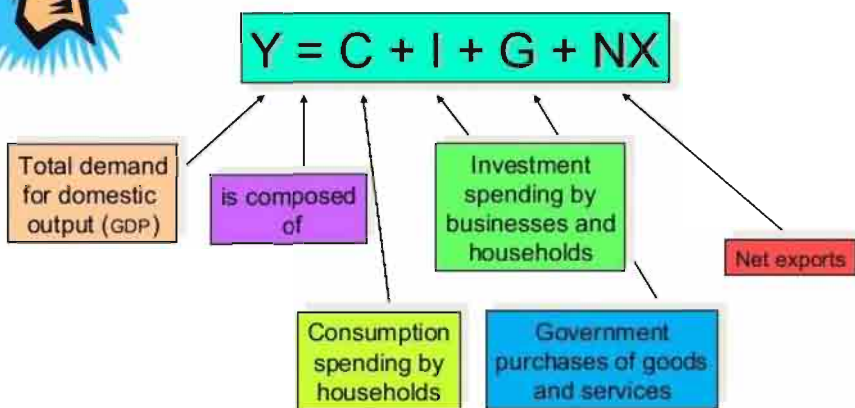 Y = C + I + G + NX
Total demand
for domestic
output (GDP)
is composed
of
Investment
spending by
businesses and
households
Net exports
Consumption
spending by
households
Government
purchases of goods
and services